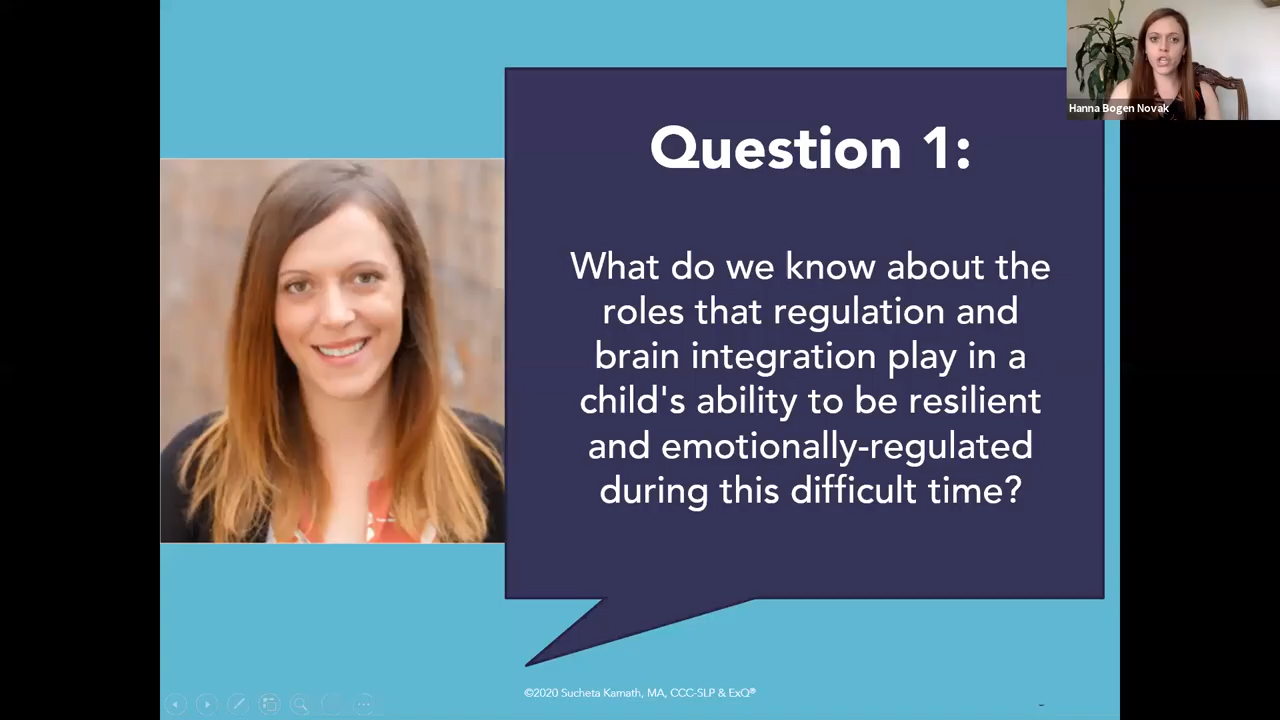 Hanna Bogen Novak
Question 1:
What do we know about the
roles that regulation and
brain integration play in a
child's ability to be resilient
and emotionally-regulated
during this difficult time?
©2020 Sucheta Kamath, MA, CCC-SLP & ExQ®